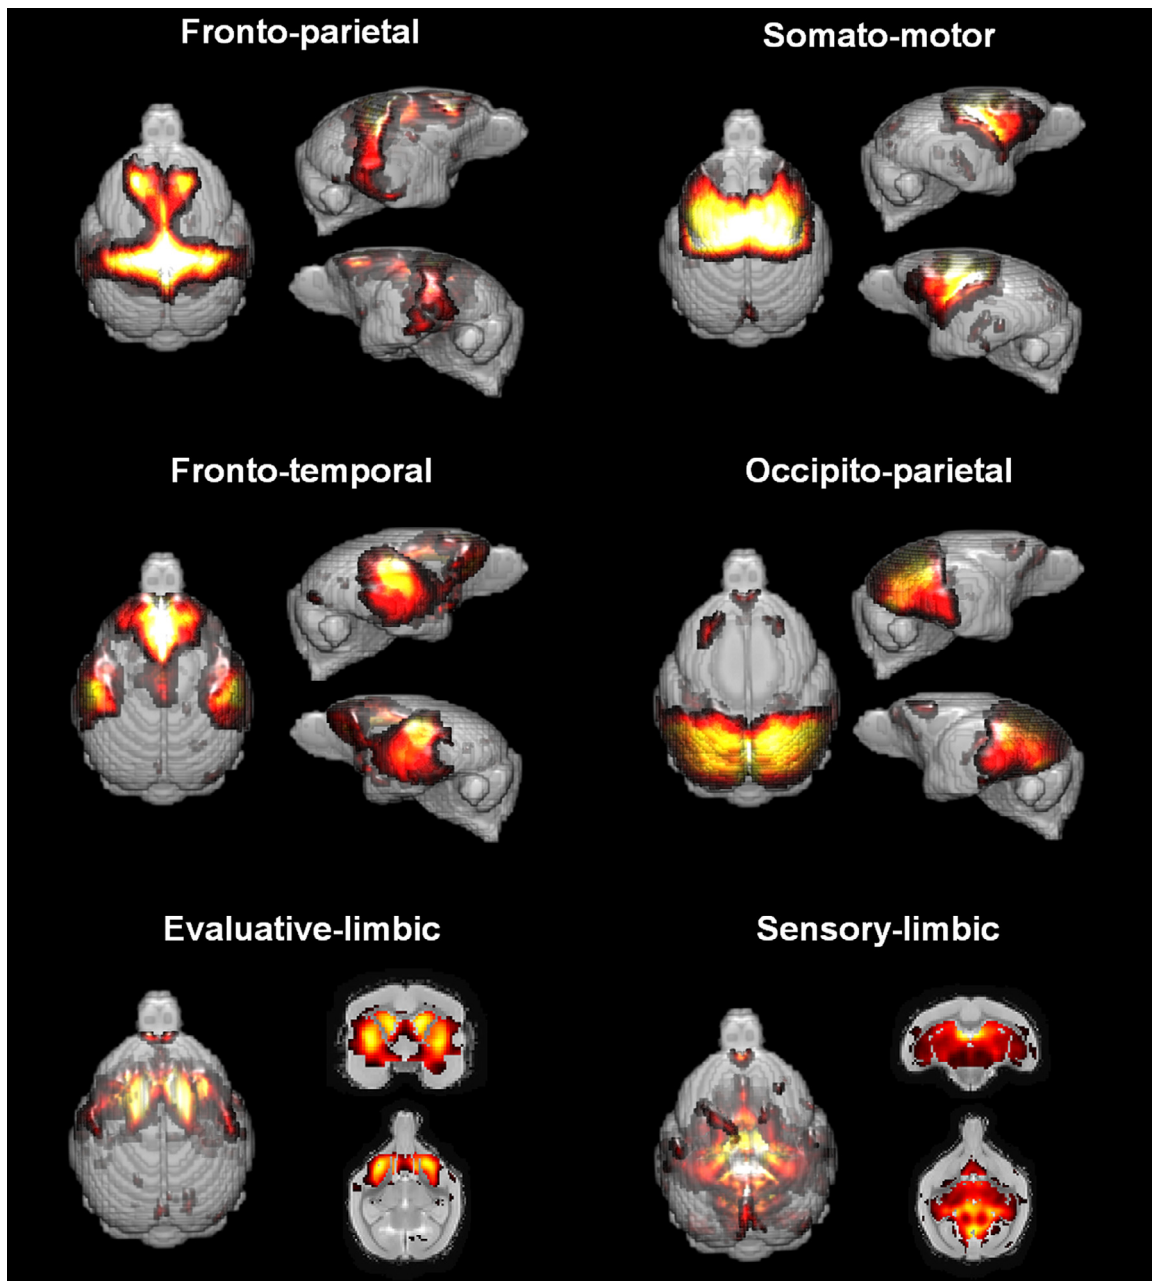 Fronto-parietal
Somato-motor
Fronto-temporal
Occipito-parietal
Evaluative-limbic
Sensory-limbic